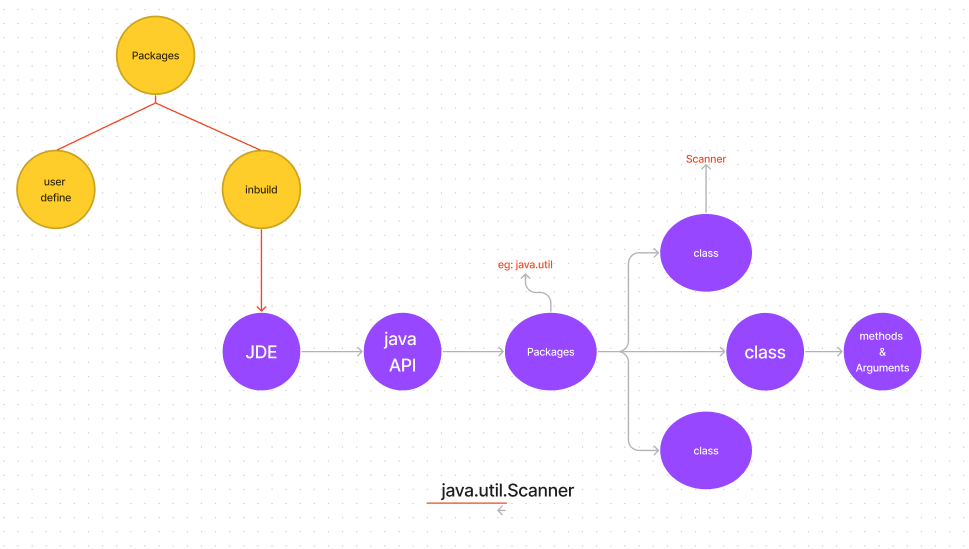 Packages
user
define
inbuild
Scanner
class
eg: java.util
JDE
java
API
Packages
class
methods
&
Arguments
class
java.util.Scanner